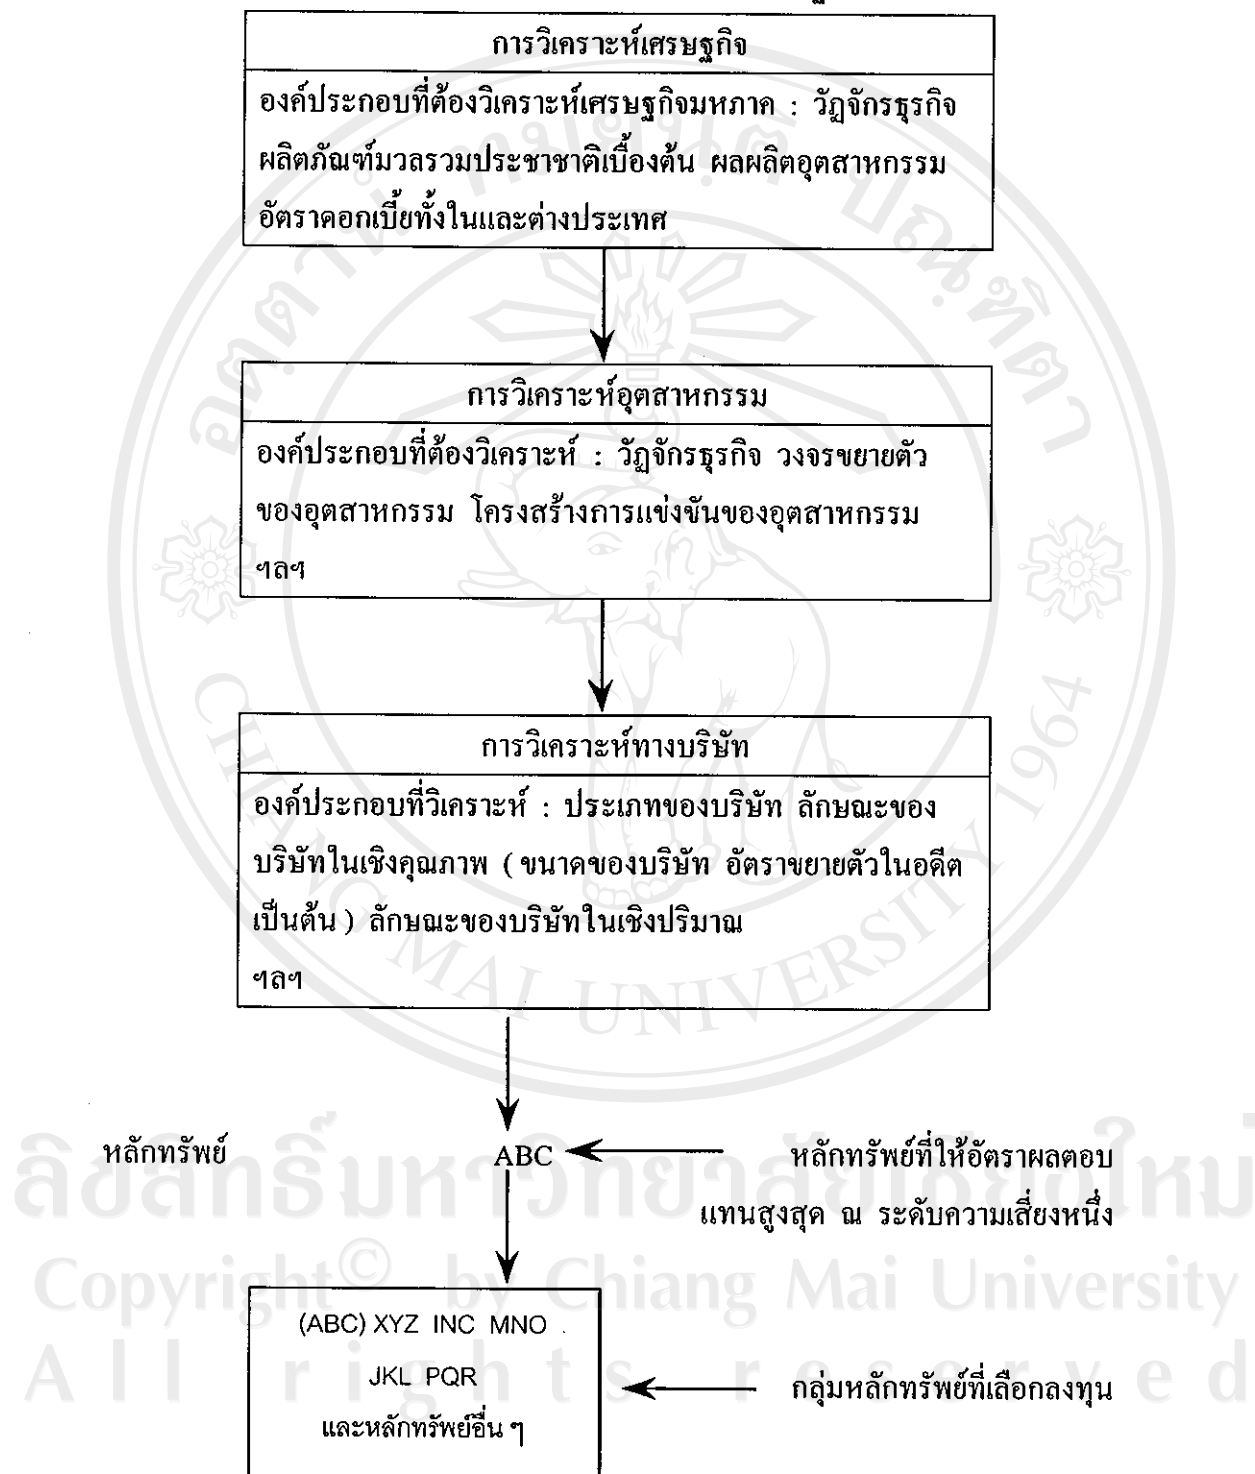 การวิเคราะห์เศรษฐกิจ
องค์ประกอบที่ต้องวิเคราะห์เศรษฐกิจมหภาค : วัฏจักรธุรกิจ
ผลิตภัณฑ์มวลรวมประชาชาติเบื้องต้น ผลผลิตอุตสาหกรรม
อัตราดอกเบี้ยทั้งในและต่างประเทศ
การวิเคราะห์อุตสาหกรรม
องค์ประกอบที่ต้องวิเคราะห์ : วัฏจักรธุรกิจ วงจรขยายตัว
ของอุตสาหกรรม โครงสร้างการแข่งขันของอุตสาหกรรม
ฯลฯ
การวิเคราะห์ทางบริษัท
องค์ประกอบที่วิเคราะห์ : ประเภทของบริษัท ลักษณะของ
บริษัทในเชิงคุณภาพ (ขนาดของบริษัท อัตราขยายตัวในอดีต
เป็นต้น) ลักษณะของบริษัทในเชิงปริมาณ
ฯลฯ
หลักทรัพย์ ABC หลักทรัพย์ที่ให้อัตราผลตอบ
แทนสูงสุด ณ ระดับความเสี่ยงหนึ่ง
(ABC) XYZ INC MNO
JKL PQR
และหลักทรัพย์อื่น ๆ
กลุ่มหลักทรัพย์ที่เลือกลงทุน
CHIANG MAI UNIVERSITY 1964
ลิขสิทธิ์มหาวิทยาลัยเชียงใหม่
Copyright© by Chiang Mai University
All rights reserved